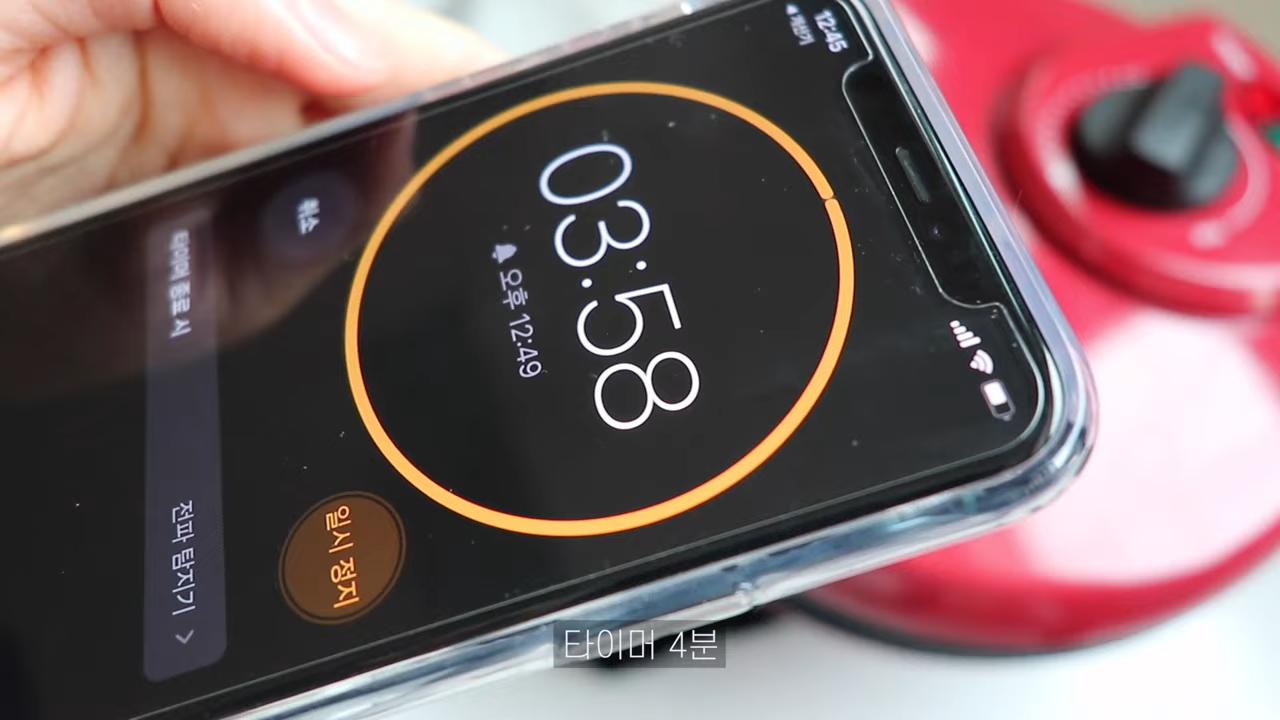 12:45
03:58
오후 12:49
취소
일시 정지
타이머 종료 시
전파 탐지기
타이머 4분